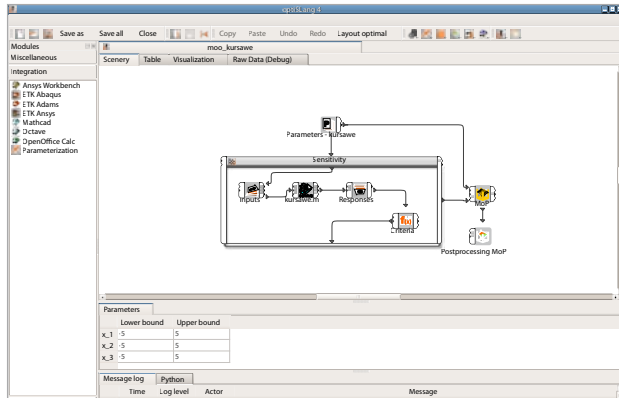 optiSLang 4
Save as Save all Close Copy Paste Undo Redo Layout optimal
Modules
Miscellaneous
Integration
Ansys Workbench
ETK Abaqus
ETK Adams
ETK Ansys
Mathcad
Octave
OpenOffice Calc
Parameterization
moo_kursawe
Scenery Table Visualization Raw Data (Debug)
Parameters - kursawe
Sensitivity
Inputs kursawe.m Responses
Criteria
f(x)
MoP
Postprocessing MoP
Parameters
Lower bound Upper bound
x_1 -5 5
x_2 -5 5
x_3 -5 5
Message log Python
Time Log level Actor Message